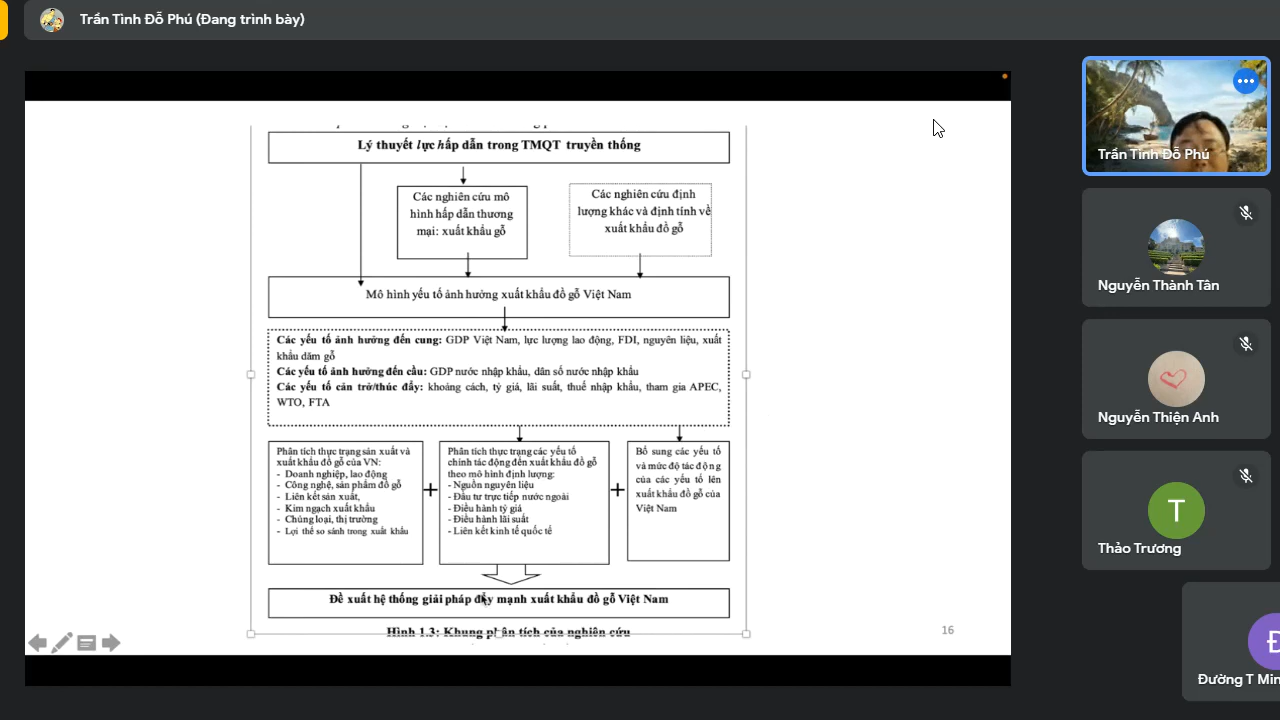 Trần Tình Đỗ Phú (Đang trình bày)
Lý thuyết lực hấp dẫn trong TMQT truyền thống
Các nghiên cứu mô
hình hấp dẫn thương
mại: xuất khẩu gỗ
Các nghiên cứu định
lượng khác và định tính về
xuất khẩu đồ gỗ
Mô hình yếu tố ảnh hưởng xuất khẩu đồ gỗ Việt Nam
Các yếu tố ảnh hưởng đến cung: GDP Việt Nam, lực lượng lao động, FDI, nguyên liệu, xuất
khẩu dăm gỗ
Các yếu tố ảnh hưởng đến cầu: GDP nước nhập khẩu, dân số nước nhập khẩu
Các yếu tố cản trở/thúc đẩy: khoảng cách, tỷ giá, lãi suất, thuế nhập khẩu, tham gia APEC,
WTO, FTA
Phân tích thực trạng sản xuất và
xuất khẩu đồ gỗ của VN:
- Doanh nghiệp, lao động
- Công nghệ, sản phẩm đồ gỗ
- Liên kết sản xuất,
- Kim ngạch xuất khẩu
- Chủng loại, thị trường
- Lợi thế so sánh trong xuất khẩu
+
Phân tích thực trạng các yếu tố
chính tác động đến xuất khẩu đồ gỗ
theo mô hình định lượng:
- Nguồn nguyên liệu
- Đầu tư trực tiếp nước ngoài
- Điều hành tỷ giá
- Điều hành lãi suất
- Liên kết kinh tế quốc tế
+
Bổ sung các yếu tố
và mức độ tác động
của các yếu tố lên
xuất khẩu đồ gỗ của
Việt Nam
Đề xuất hệ thống giải pháp đẩy mạnh xuất khẩu đồ gỗ Việt Nam
Hình 1.3: Khung phân tích của nghiên cứu
16
Trần Tình Đỗ Phú
Nguyễn Thành Tân
Nguyễn Thiện Anh
T
Thảo Trương
Đường T Min